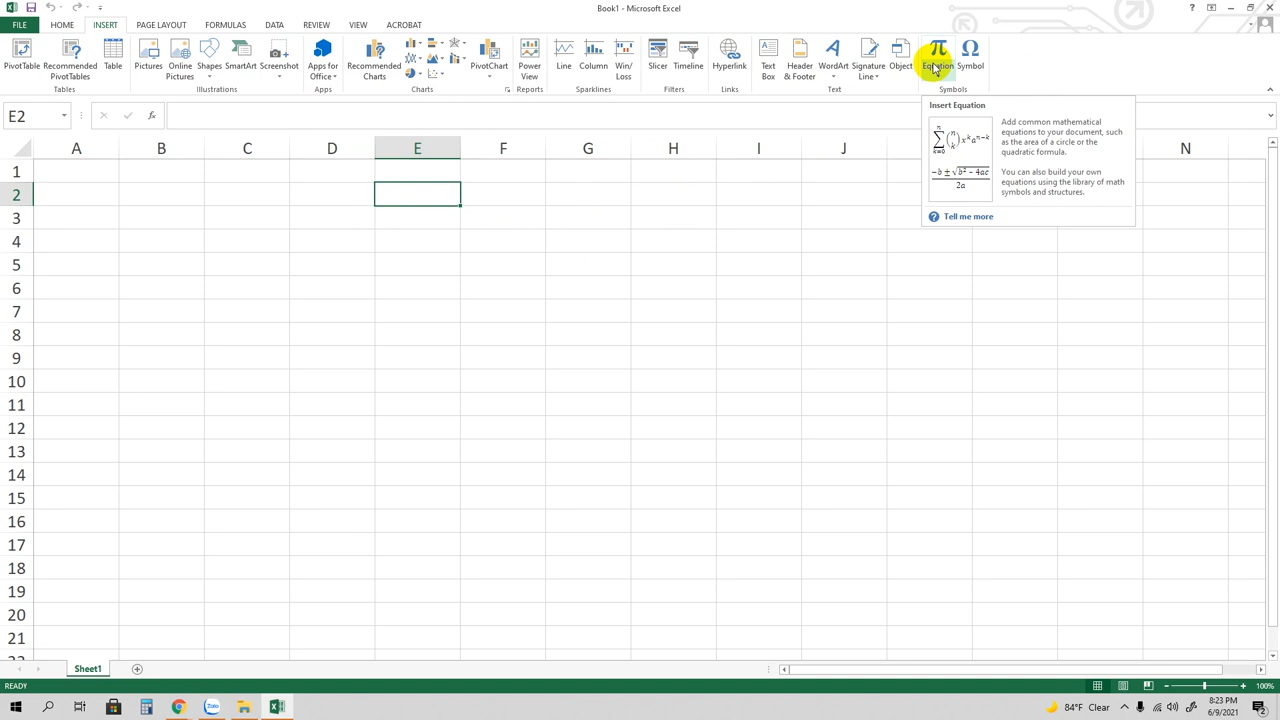 Book1 - Microsoft Excel
FILE HOME INSERT PAGE LAYOUT FORMULAS DATA REVIEW VIEW ACROBAT
PivotTable Recommended PivotTables Table Pictures Online Pictures Shapes SmartArt Screenshot Apps for Office Recommended Charts PivotChart Power View Line Column Win/Loss Slicer Timeline Hyperlink Text Box Header & Footer WordArt Signature Line Object Equation Symbol
Tables Illustrations Apps Charts Reports Sparklines Filters Links Text Symbols
E2
Insert Equation
Add common mathematical
equations to your document, such
as the area of a circle or the
quadratic formula.
You can also build your own
equations using the library of math
symbols and structures.
Tell me more
A B C D E F G H I J N
1
2
3
4
5
6
7
8
9
10
11
12
13
14
15
16
17
18
19
20
21
Sheet1
READY 100%
Zalo 84°F Clear 8:23 PM
6/9/2021